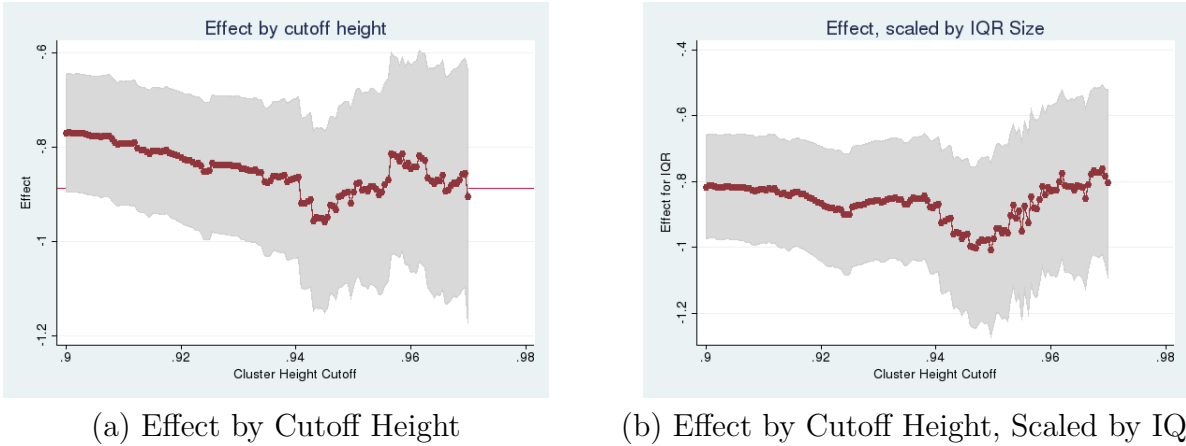 Effect by cutoff height
-.6
-.8
-1
-1.2
Effect
.9 .92 .94 .96 .98
Cluster Height Cutoff
(a) Effect by Cutoff Height
Effect, scaled by IQR Size
-.4
-.6
-.8
-1
-1.2
Effect for IQR
.9 .92 .94 .96 .98
Cluster Height Cutoff
(b) Effect by Cutoff Height, Scaled by IQ